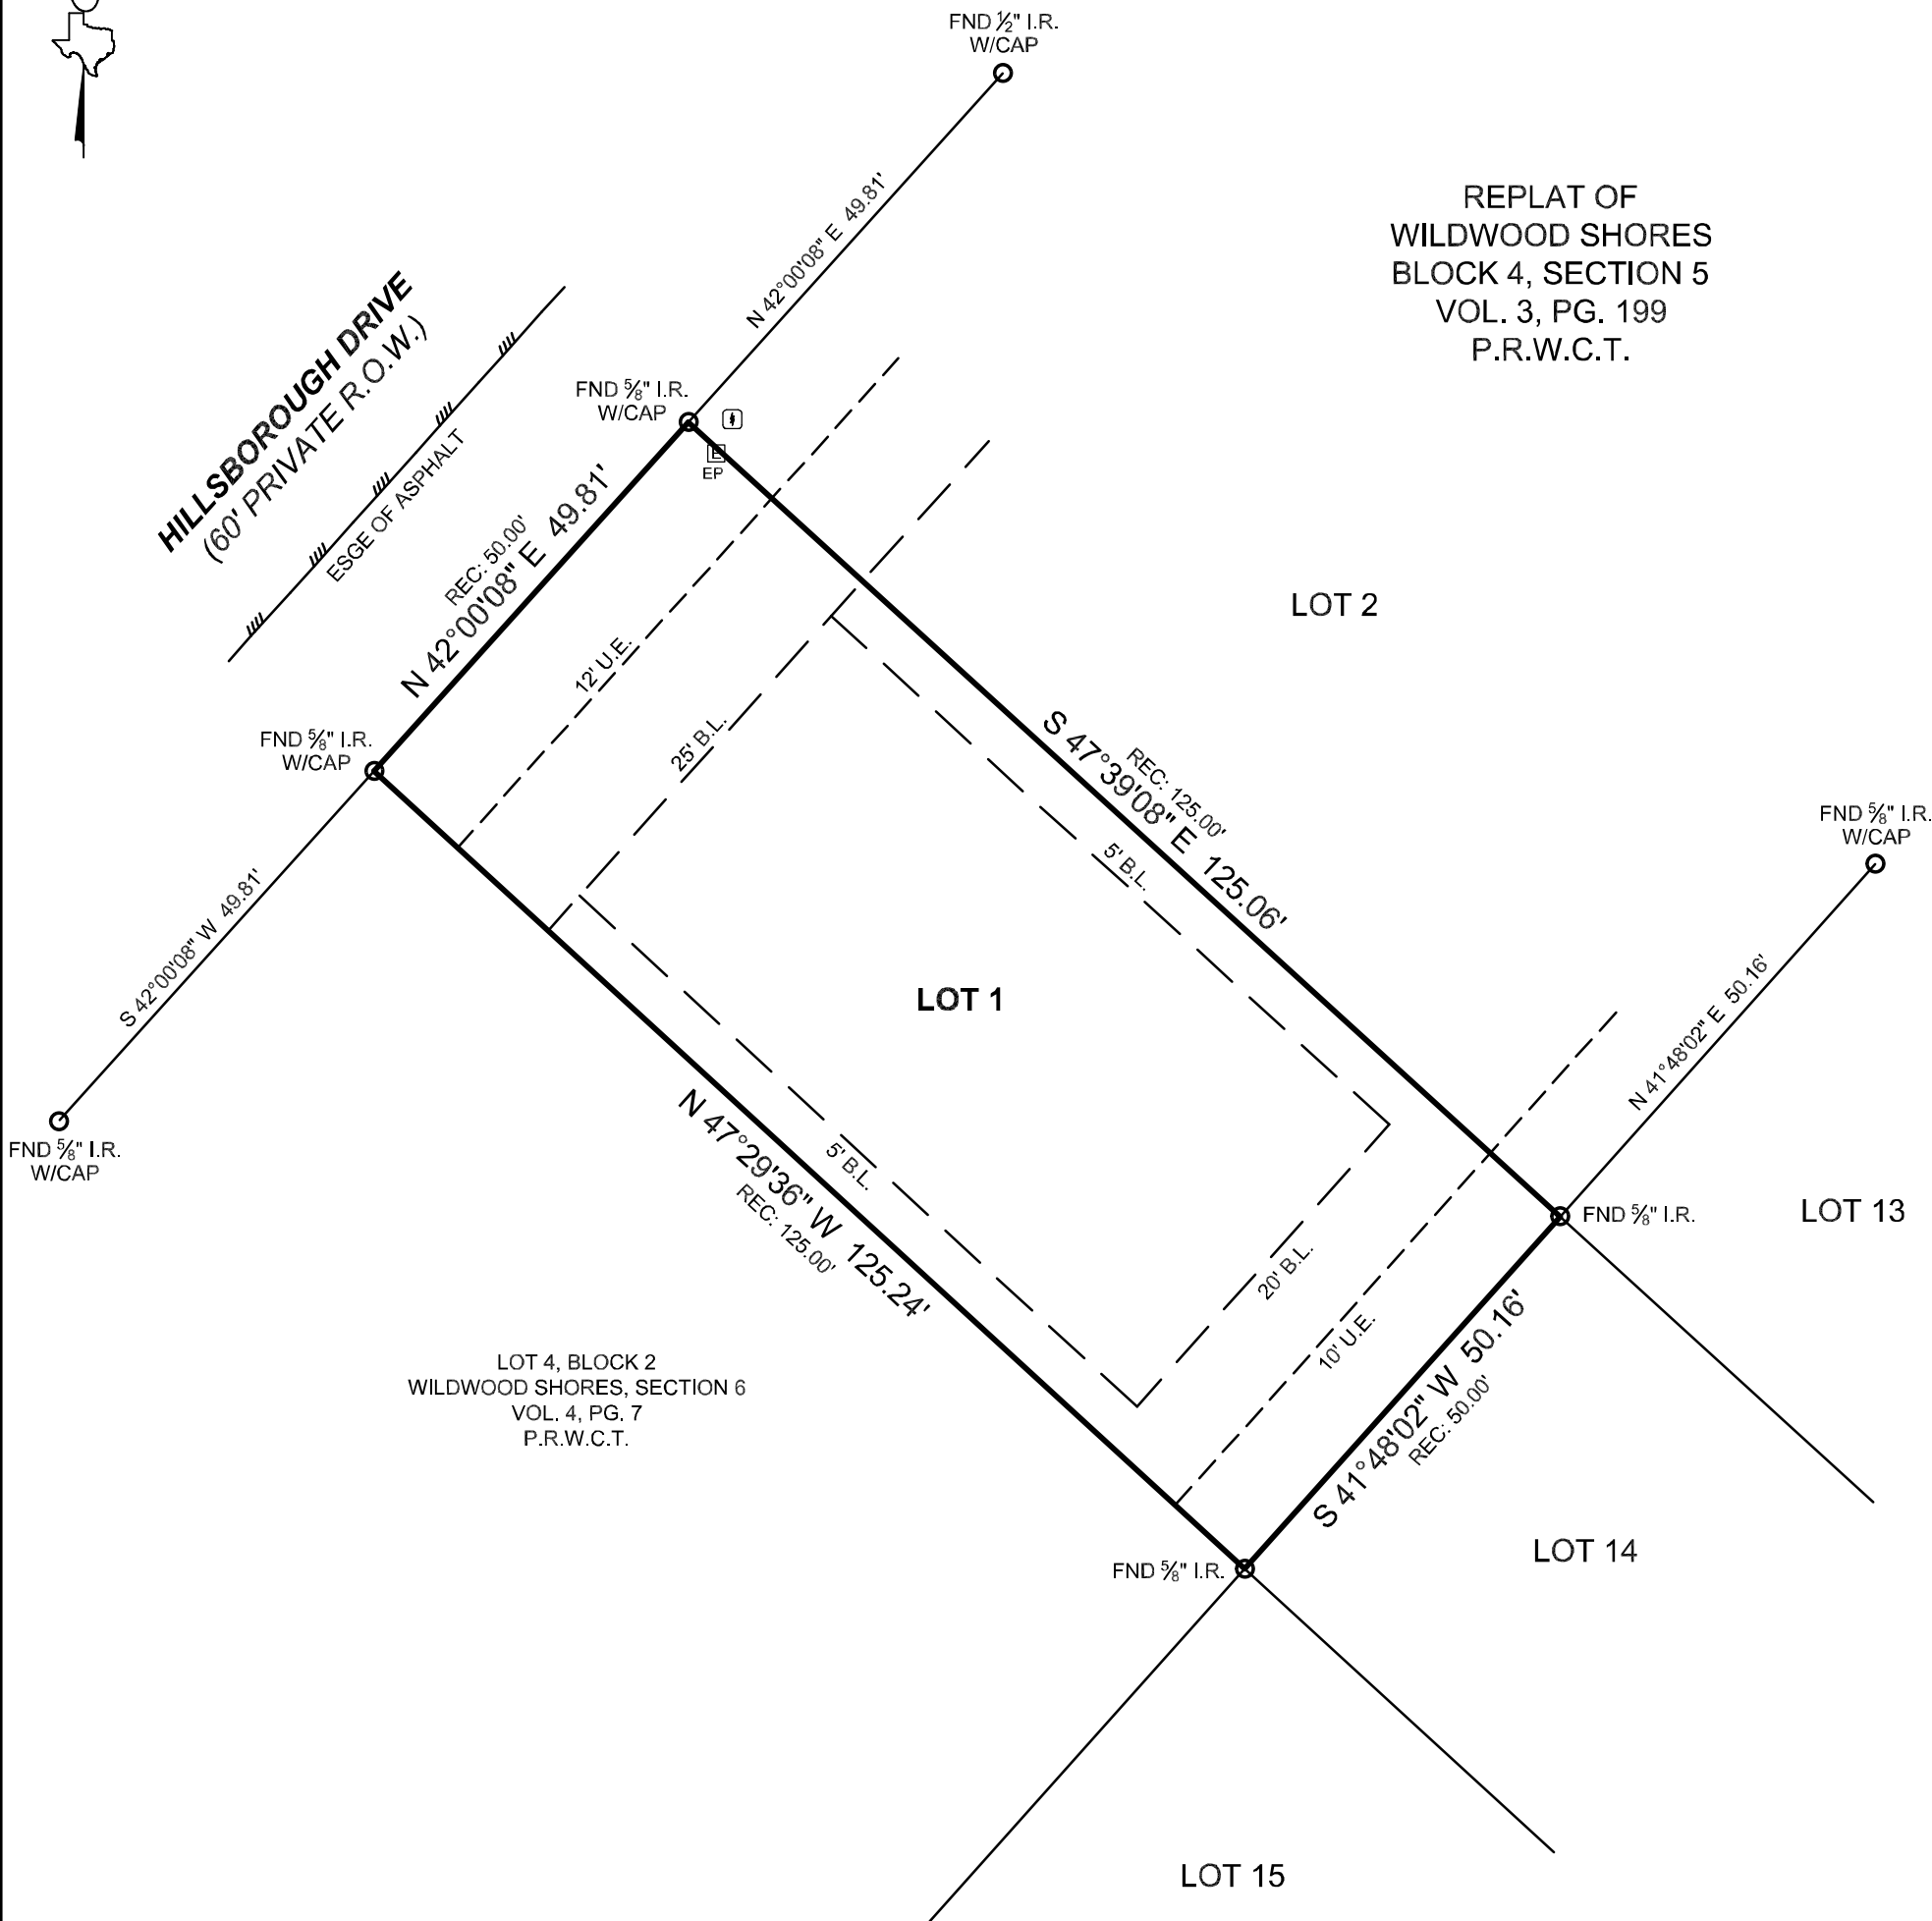 FND ½" I.R.
W/CAP
N 42°00'08" E 49.81'
REPLAT OF
WILDWOOD SHORES
BLOCK 4, SECTION 5
VOL. 3, PG. 199
P.R.W.C.T.
HILLSBOROUGH DRIVE
(60' PRIVATE R.O.W.)
ESGE OF ASPHALT
FND ⅝" I.R.
W/CAP
E
EP
REC: 50.00'
N 42°00'08" E 49.81'
12' U.E.
25' B.L.
LOT 2
FND ⅝" I.R.
W/CAP
S 47°39'08" E 125.06'
REC: 125.00'
5' B.L.
FND ⅝" I.R.
W/CAP
S 42°00'08" W 49.81'
LOT 1
N 41°48'02" E 50.16'
FND ⅝" I.R.
W/CAP
N 47°29'36" W 125.24'
REC: 125.00'
5' B.L.
FND ⅝" I.R.
LOT 13
20' B.L.
10' U.E.
S 41°48'02" W 50.16'
REC: 50.00'
LOT 4, BLOCK 2
WILDWOOD SHORES, SECTION 6
VOL. 4, PG. 7
P.R.W.C.T.
FND ⅝" I.R.
LOT 14
LOT 15